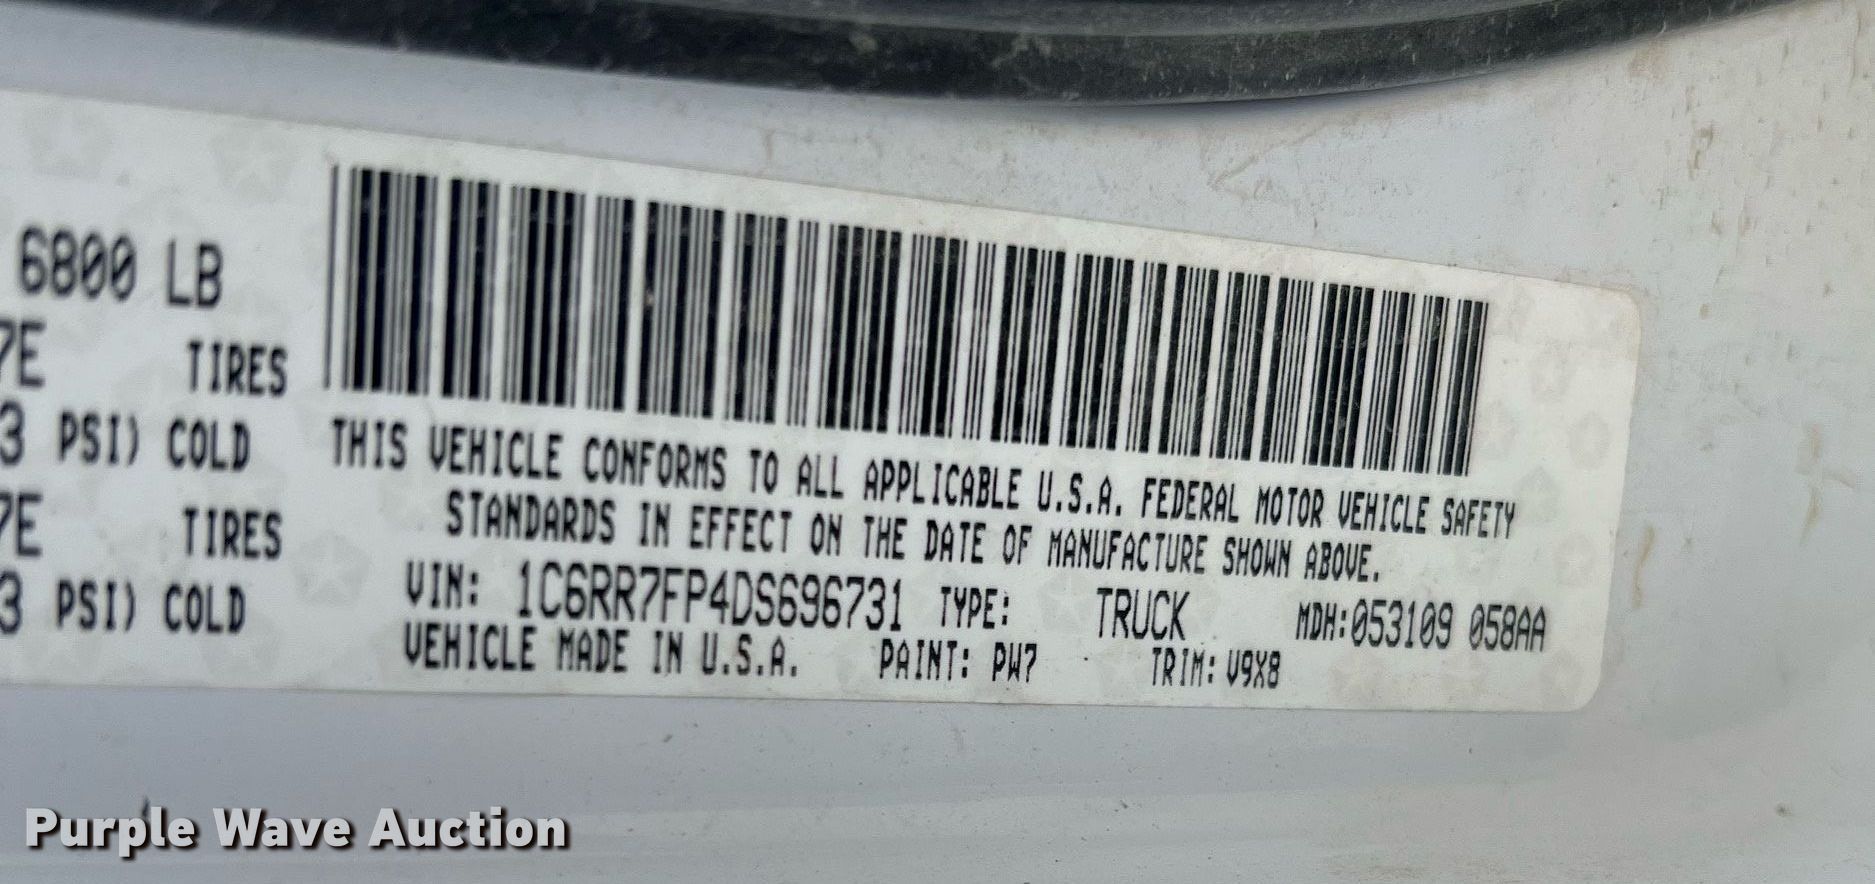 6800 LB
7E TIRES
3 PSI) COLD
7E TIRES
3 PSI) COLD
THIS VEHICLE CONFORMS TO ALL APPLICABLE U.S.A. FEDERAL MOTOR VEHICLE SAFETY
STANDARDS IN EFFECT ON THE DATE OF MANUFACTURE SHOWN ABOVE.
VIN: 1C6RR7FP4DS696731 TYPE: TRUCK MDH:053109 058AA
VEHICLE MADE IN U.S.A. PAINT: PW7 TRIM: V9X8
Purple Wave Auction